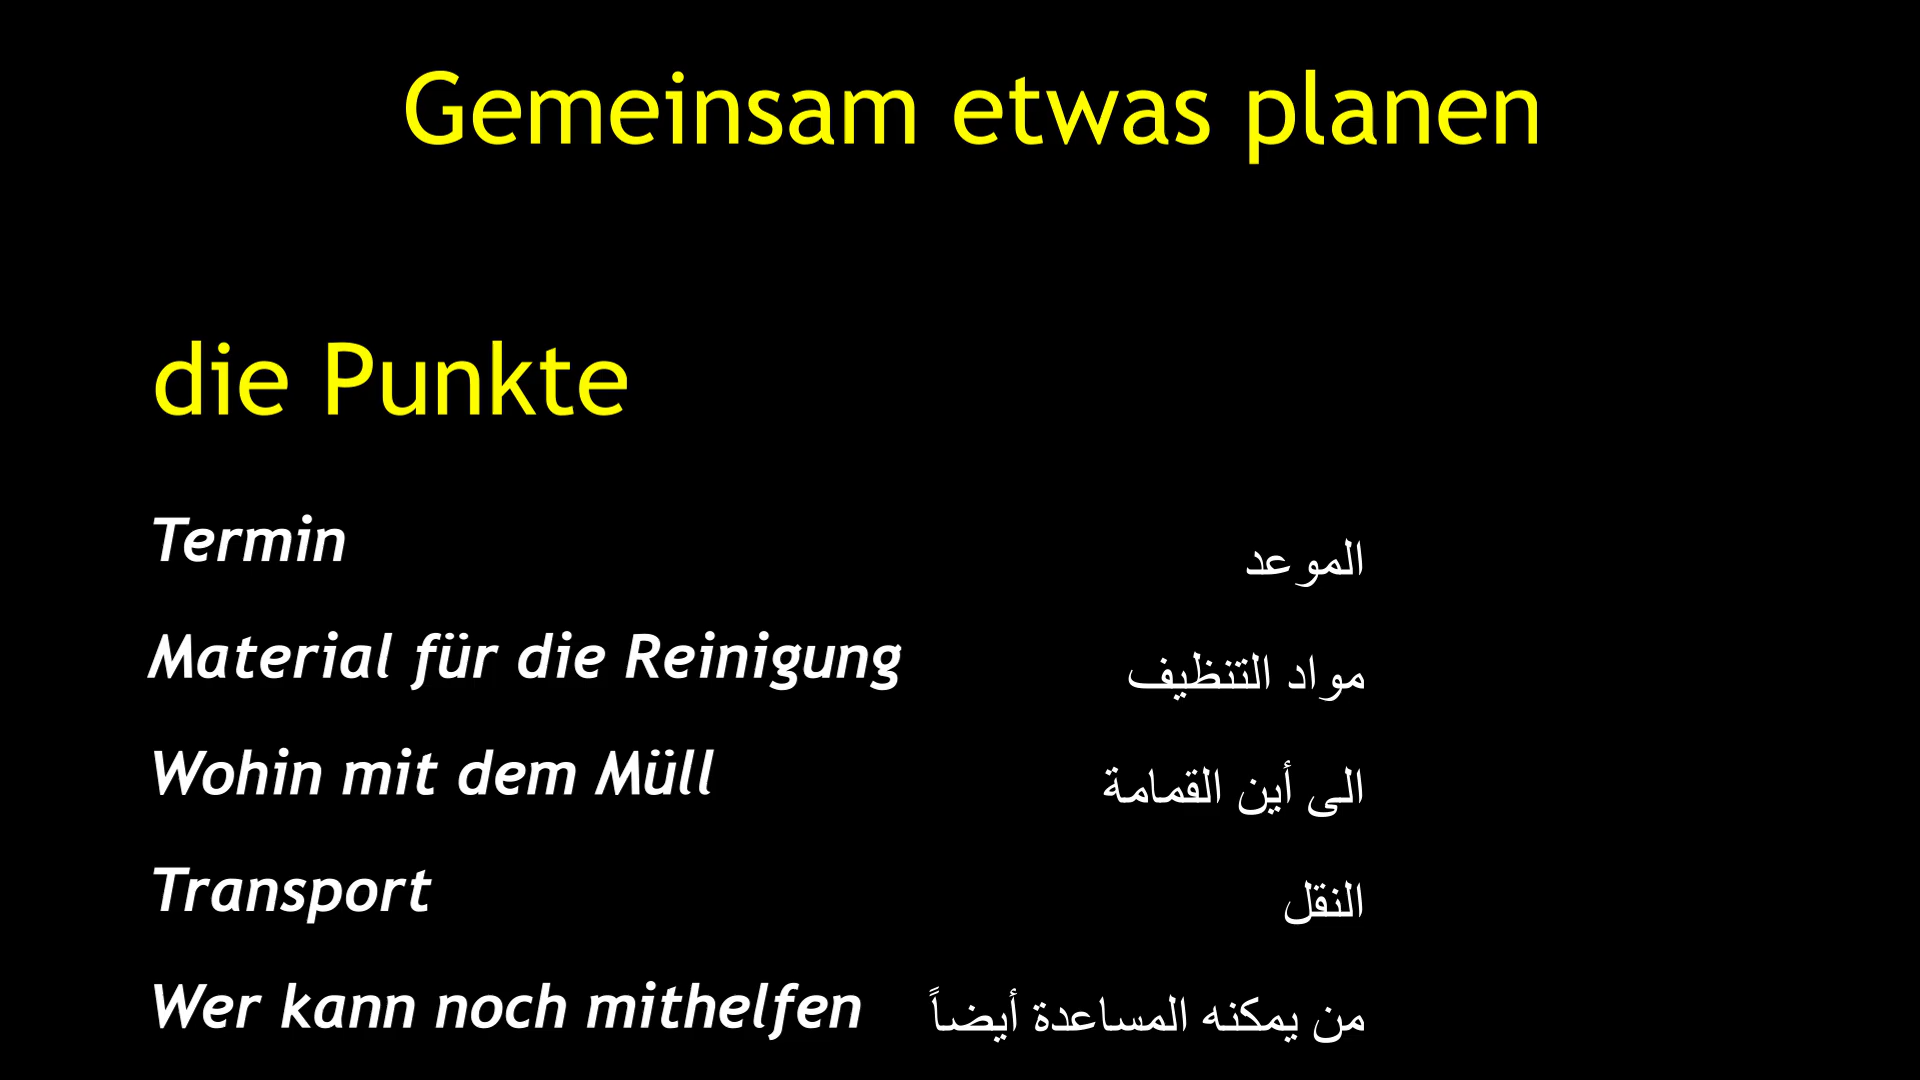 Gemeinsam etwas planen
die Punkte
Termin
الموعد
Material für die Reinigung
مواد التنظيف
Wohin mit dem Müll
الى أين القمامة
Transport
النقل
Wer kann noch mithelfen
من يمكنه المساعدة أيضاً